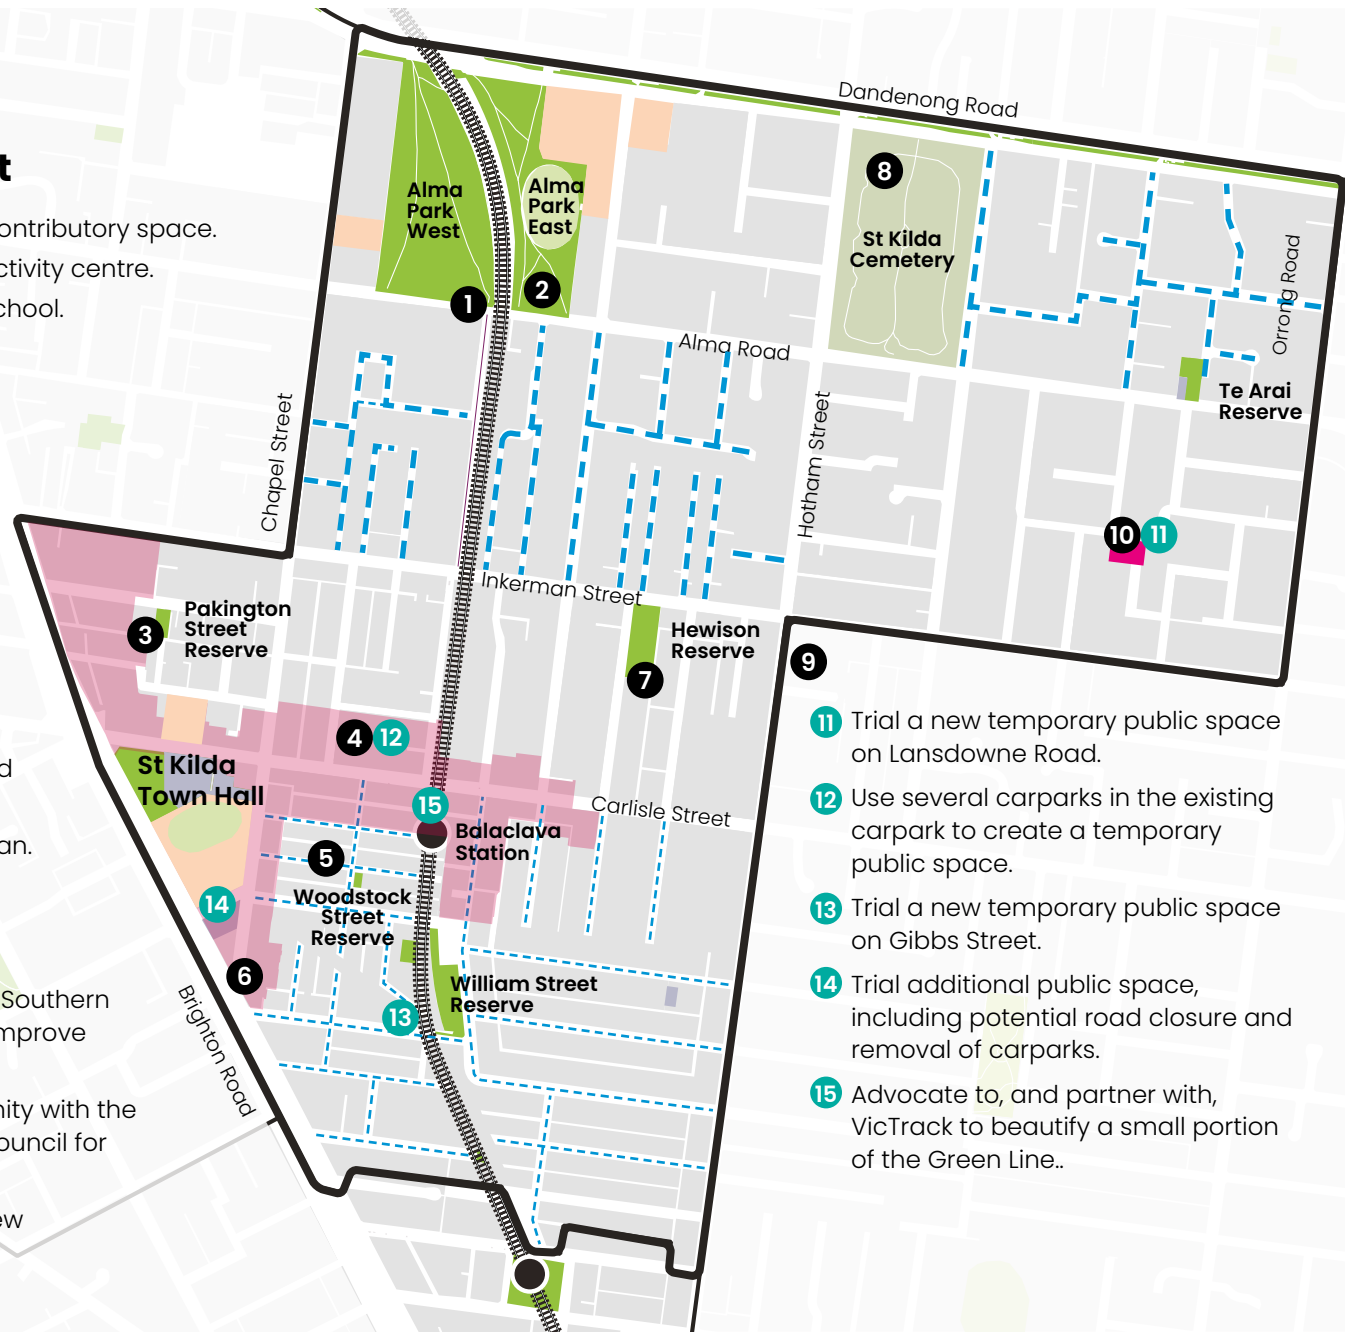 t
ontributory space.
ctivity centre.
chool.
d
an.
Southern
mprove
nity with the
ouncil for
ew
Dandenong Road
Alma
Park
West
Alma
Park
East
8
St Kilda
Cemetery
1
2
Orrong Road
Alma Road
Te Arai
Reserve
Chapel Street
Hotham Street
10
11
Inkerman Street
Pakington
Street
Reserve
3
Hewison
Reserve
7
9
4
12
St Kilda
Town Hall
15
Carlisle Street
Balaclava
Station
5
Woodstock
Street
Reserve
14
6
William Street
Reserve
13
Brighton Road
11 Trial a new temporary public space
on Lansdowne Road.
12 Use several carparks in the existing
carpark to create a temporary
public space.
13 Trial a new temporary public space
on Gibbs Street.
14 Trial additional public space,
including potential road closure and
removal of carparks.
15 Advocate to, and partner with,
VicTrack to beautify a small portion
of the Green Line..